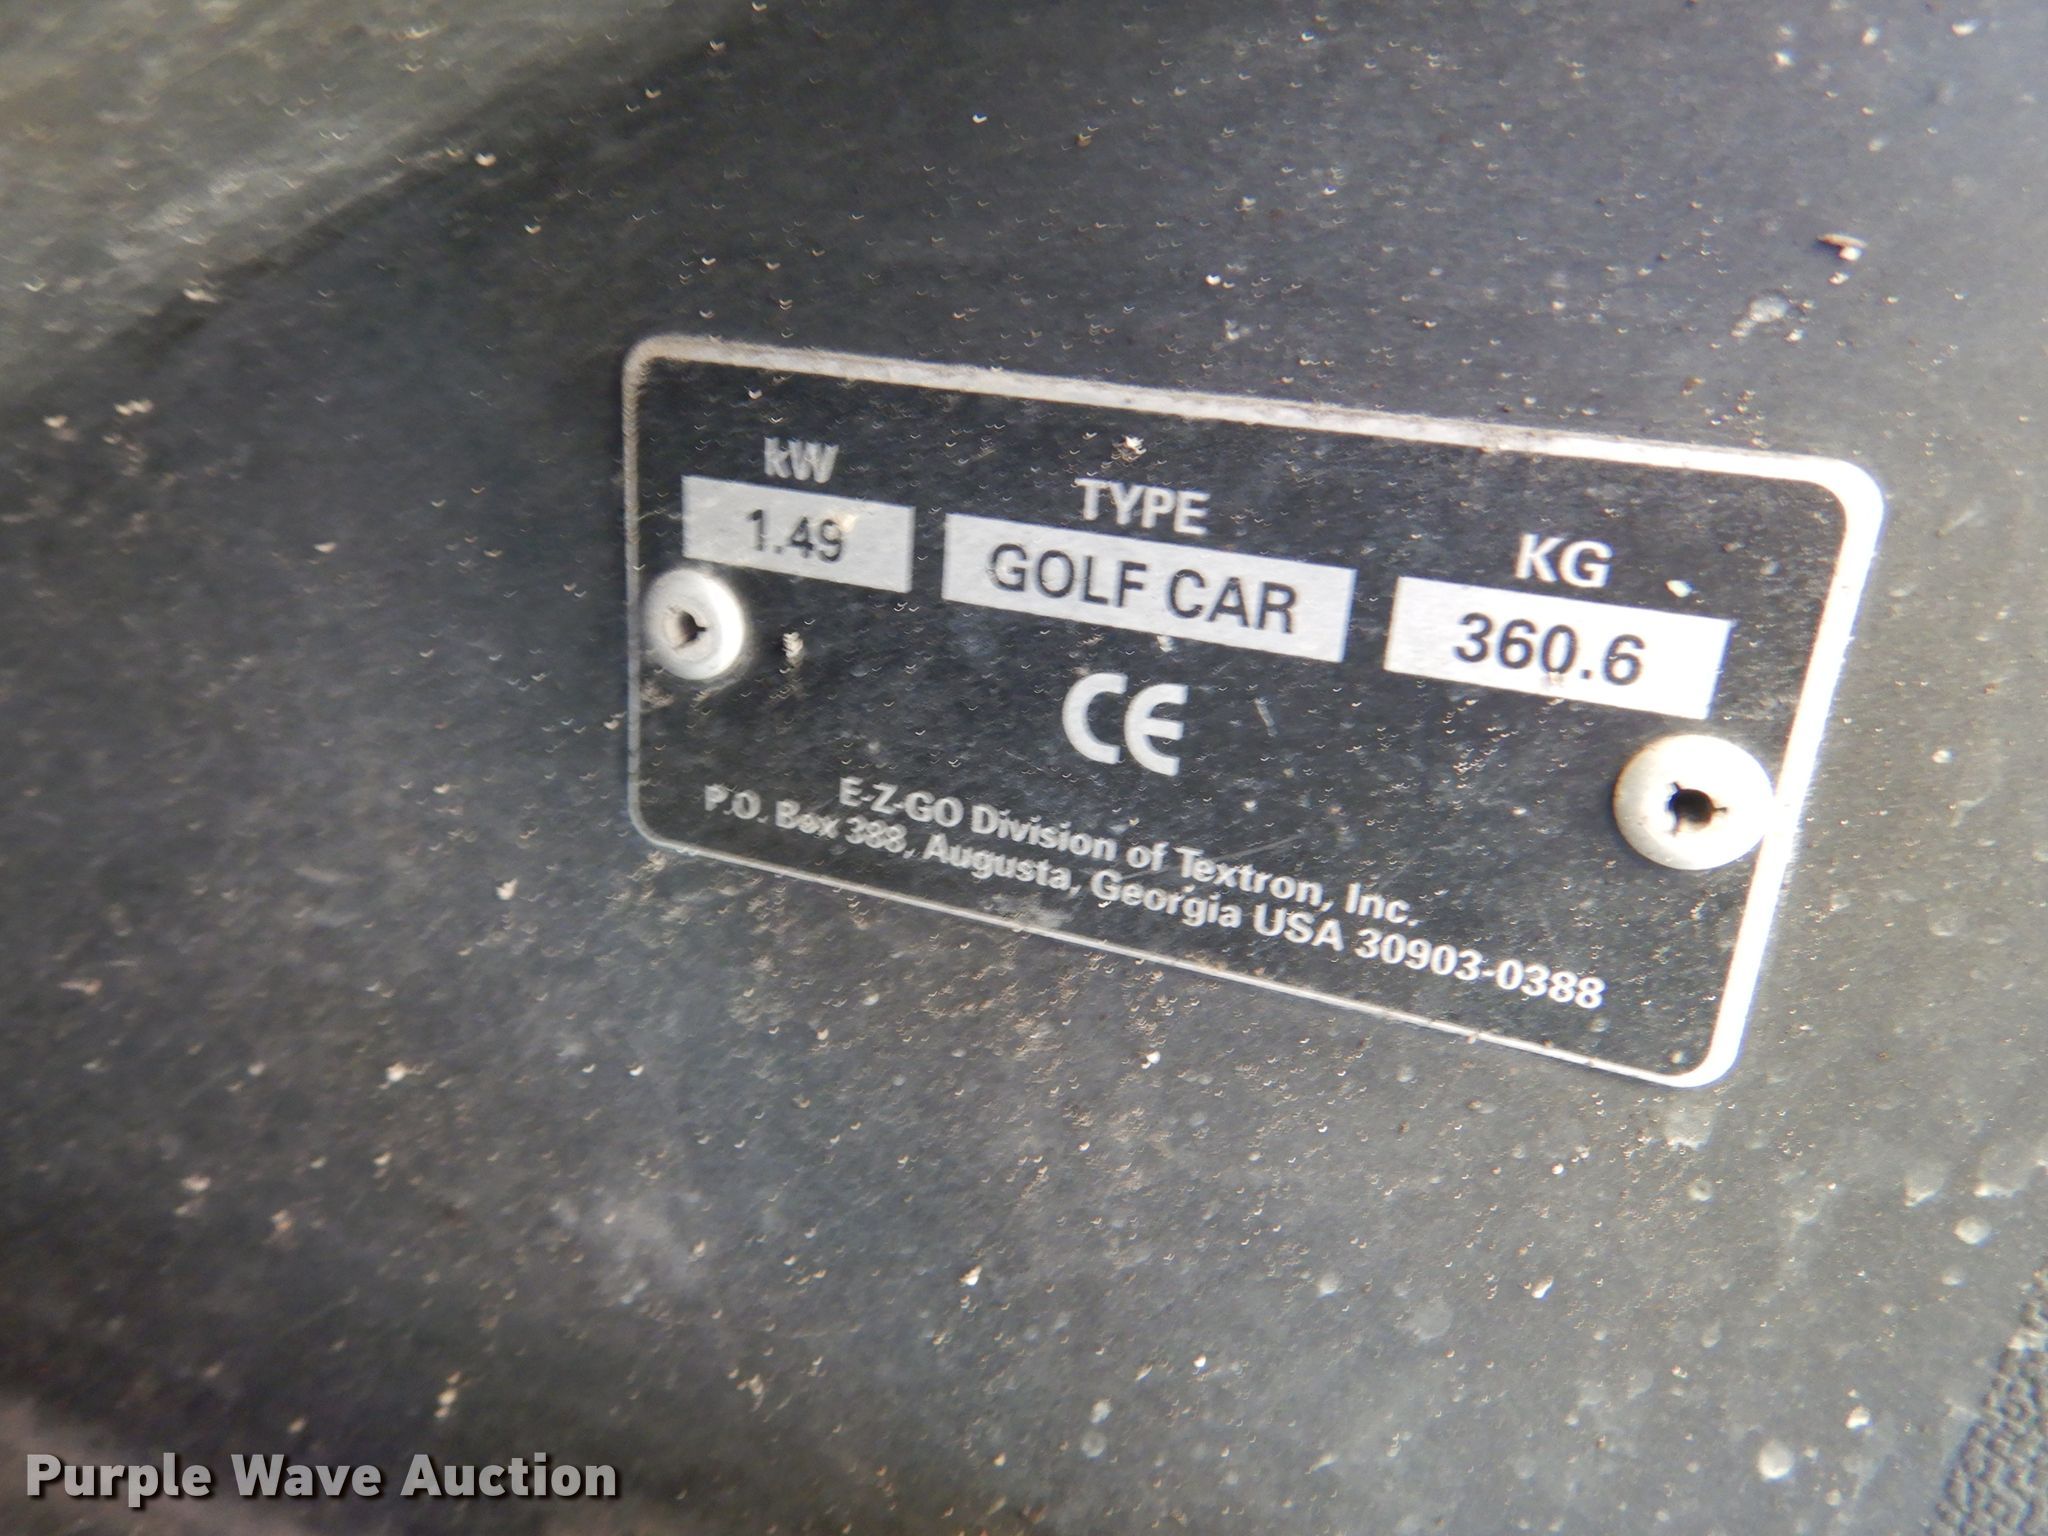 kW TYPE KG
1.49 GOLF CAR 360.6
CE
E-Z-GO Division of Textron, Inc.
P.O. Box 388, Augusta, Georgia USA 30903-0388
Purple Wave Auction